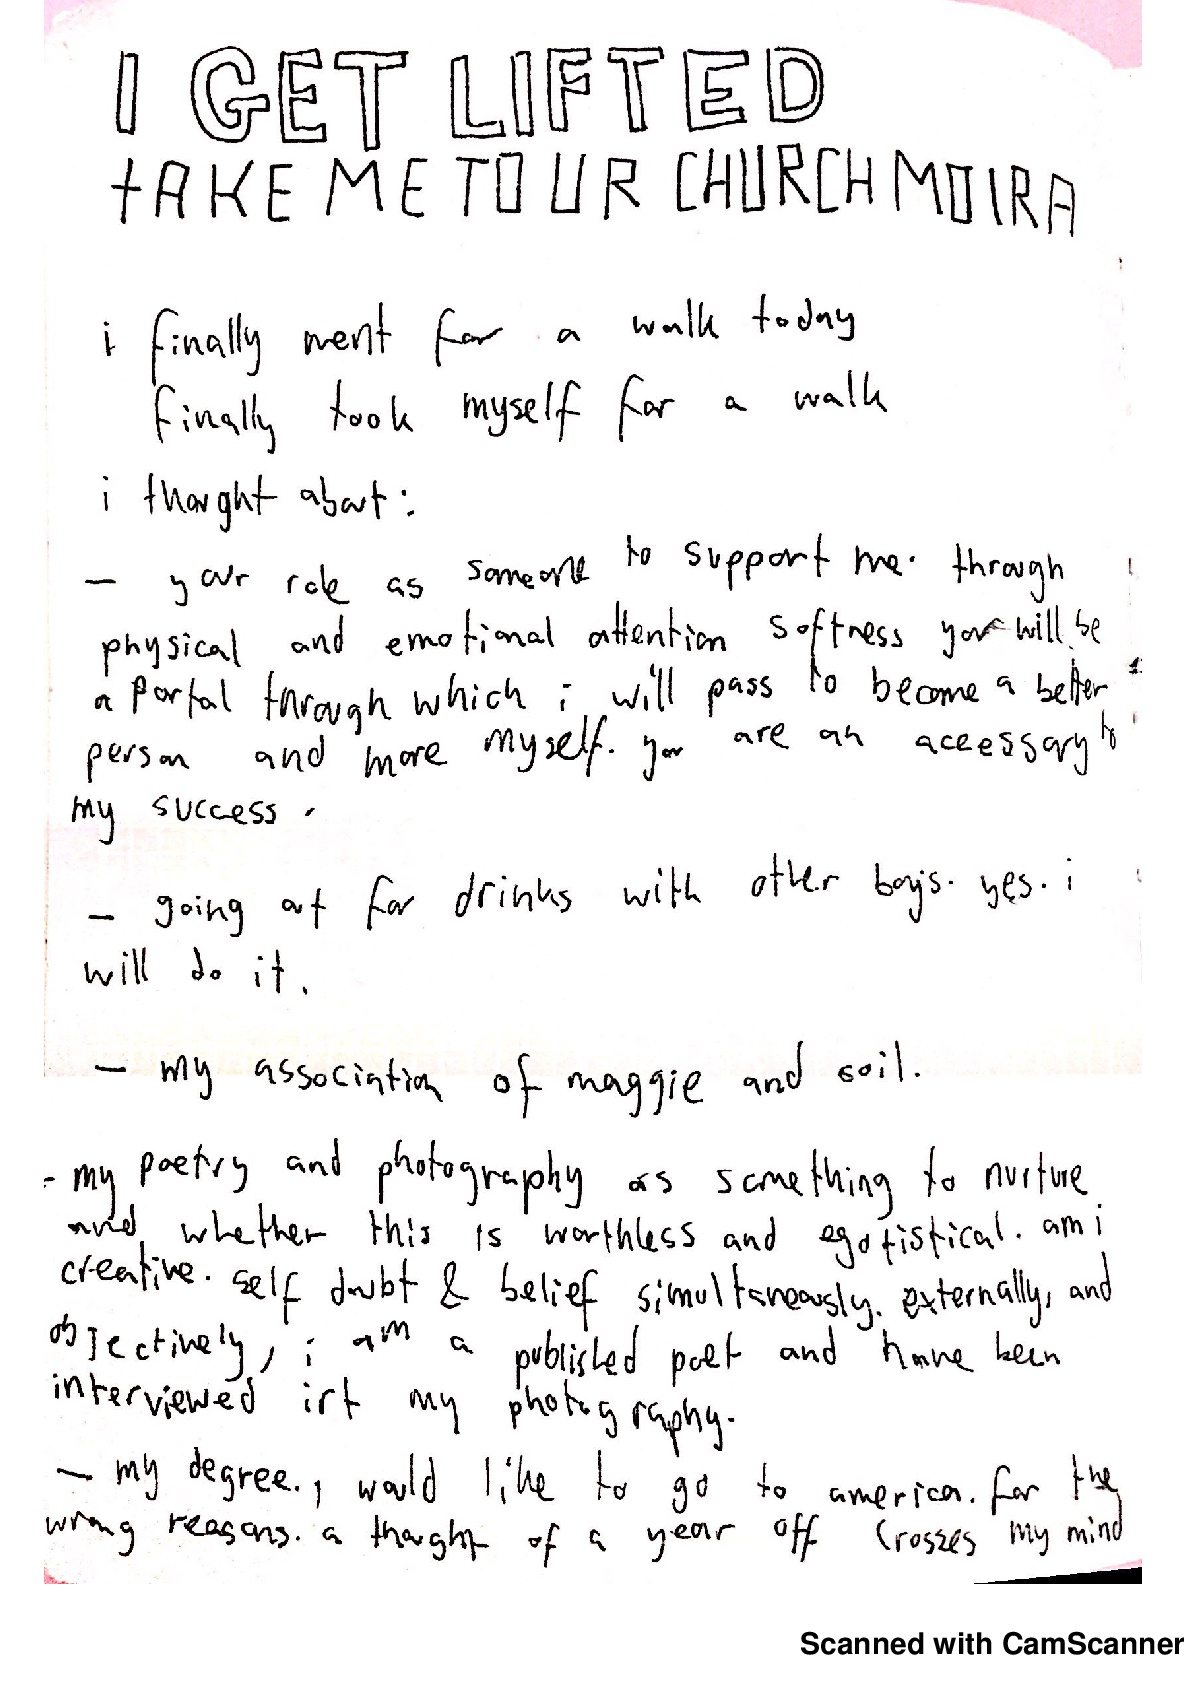 I GET LIFTED
tAKE ME TO UR CHURCH MOIRA
i finally went for a walk today
finally took myself for a walk
i thought about:
– your role as someone to support me. through
physical and emotional attention softness you will be
a portal through which i will pass to become a better
person and more myself. you are an acessary to
my success.
– going out for drinks with other boys. yes. i
will do it.
– my association of maggie and soil.
- my poetry and photography as something to nurture
and whether this is worthless and egotistical. am i
creative. self doubt & belief simultaneously. externally, and
objectively, i am a published poet and have been
interviewed irt my photography.
– my degree. i would like to go to america. for the
wrong reasons. a thought of a year off crosses my mind
Scanned with CamScanner